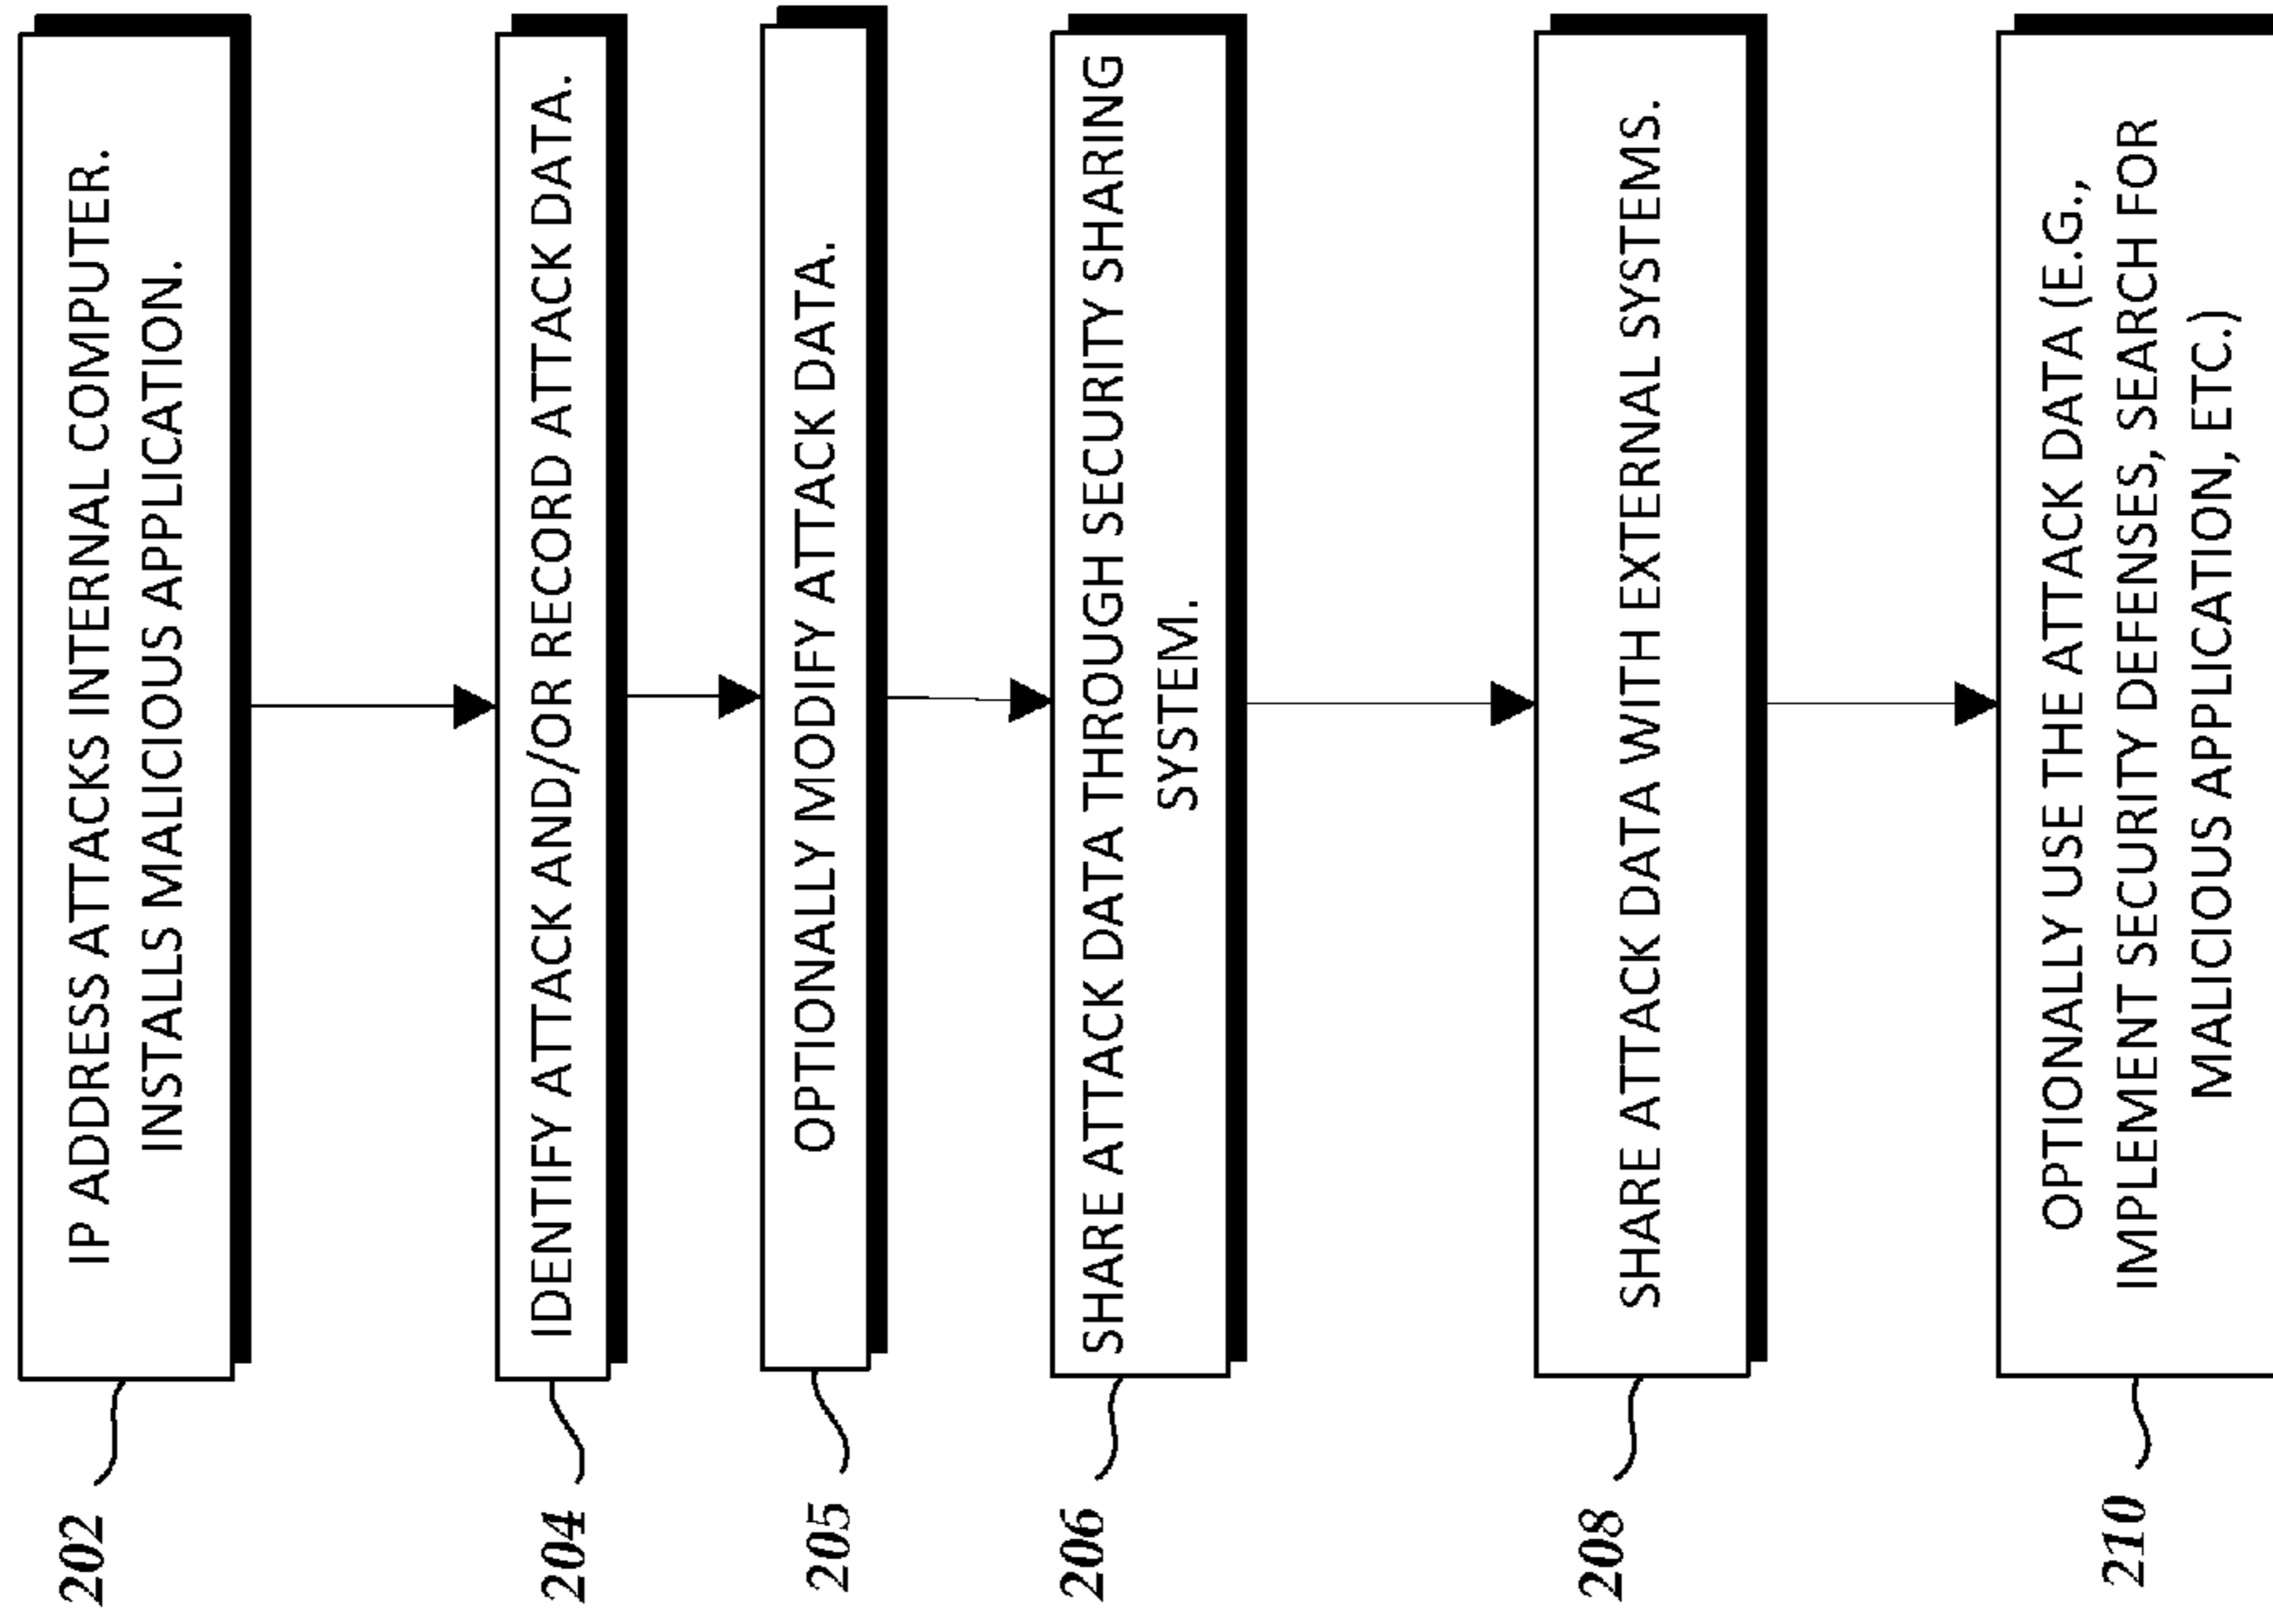 202
IP ADDRESS ATTACKS INTERNAL COMPUTER.
INSTALLS MALICIOUS APPLICATION.
204
IDENTIFY ATTACK AND/OR RECORD ATTACK DATA.
205
OPTIONALLY MODIFY ATTACK DATA.
206
SHARE ATTACK DATA THROUGH SECURITY SHARING
SYSTEM.
208
SHARE ATTACK DATA WITH EXTERNAL SYSTEMS.
210
OPTIONALLY USE THE ATTACK DATA (E.G.,
IMPLEMENT SECURITY DEFENSES, SEARCH FOR
MALICIOUS APPLICATION, ETC.)